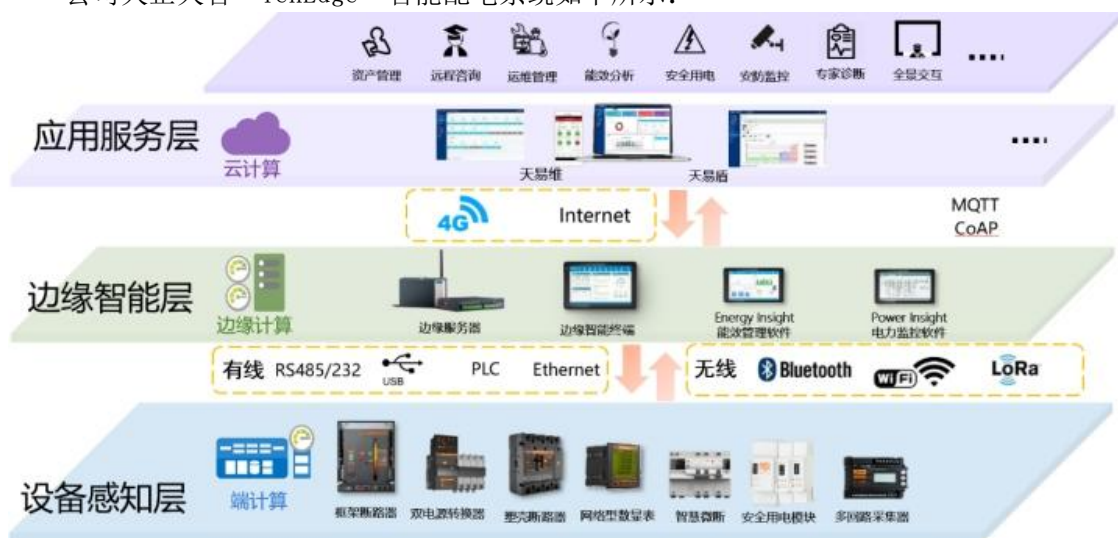 资产管理 远程咨询 运维管理 能效分析 安全用电 安防监控 专家诊断 全景交互
应用服务层
云计算
天易维 天易盾
4G Internet
MQTT
CoAP
边缘智能层
边缘计算
边缘服务器 边缘智能终端
Energy Insight
能效管理软件
Power Insight
电力监控软件
有线 RS485/232 USB PLC Ethernet
无线 Bluetooth WiFi LoRa
设备感知层
端计算
框架断路器 双电源转换器 塑壳断路器 网络型数显表 智慧微断 安全用电模块 多回路采集器